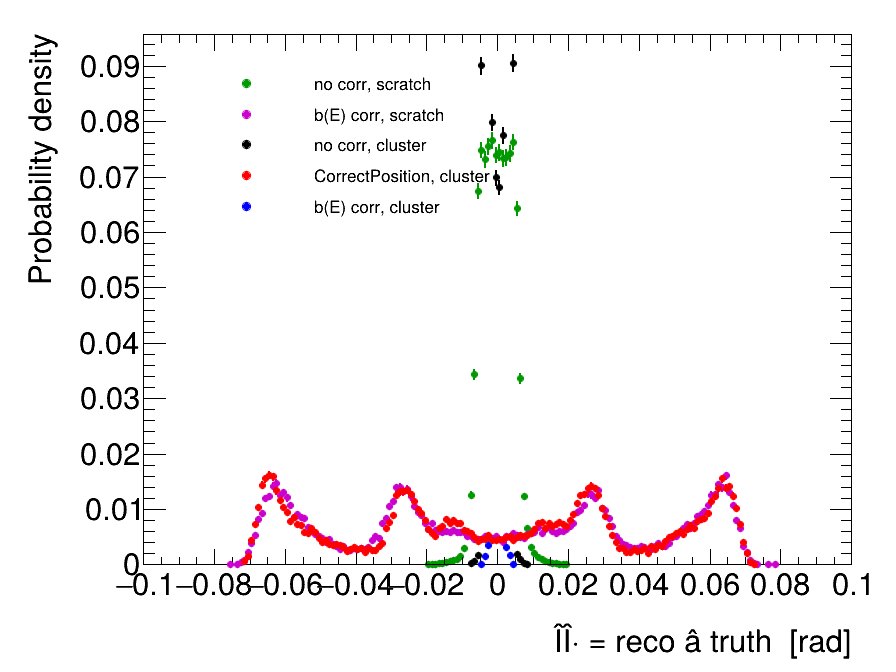 Probability density
0.09
0.08
0.07
0.06
0.05
0.04
0.03
0.02
0.01
0
no corr, scratch
b(E) corr, scratch
no corr, cluster
CorrectPosition, cluster
b(E) corr, cluster
−0.1 −0.08 −0.06 −0.04 −0.02 0 0.02 0.04 0.06 0.08 0.1
ÎÎ· = reco â truth [rad]